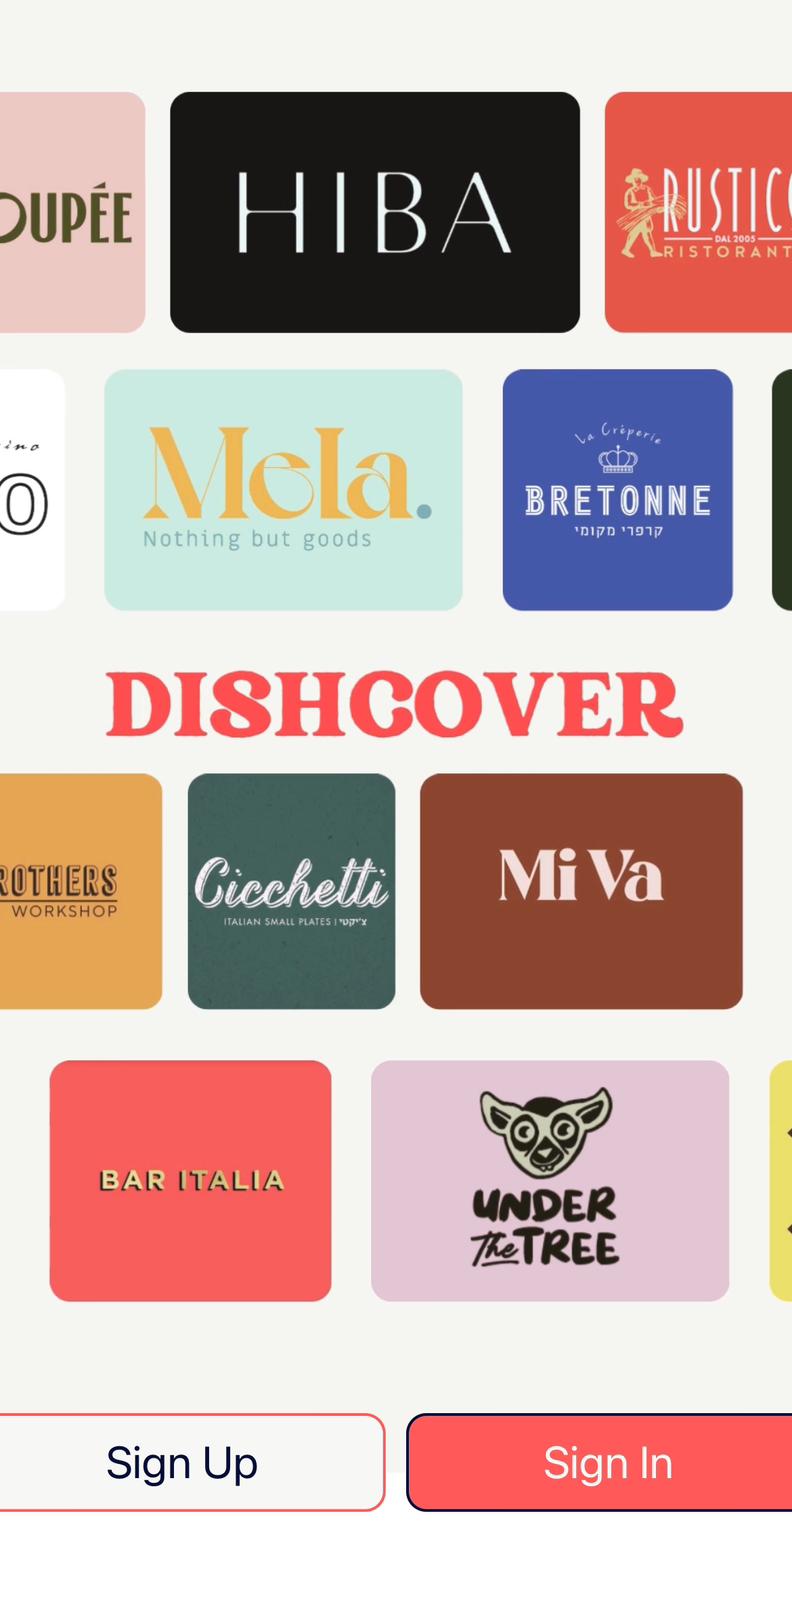 OUPÉE
HIBA
RUSTICO
DAL 2005
RISTORANT
ino
O
Mela.
Nothing but goods
La Crêperie
BRETONNE
קרפרי מקומי
DISHCOVER
ROTHERS
WORKSHOP
Cicchetti
ITALIAN SMALL PLATES | צ'יקטי
Mi Va
BAR ITALIA
UNDER
The TREE
Sign Up
Sign In